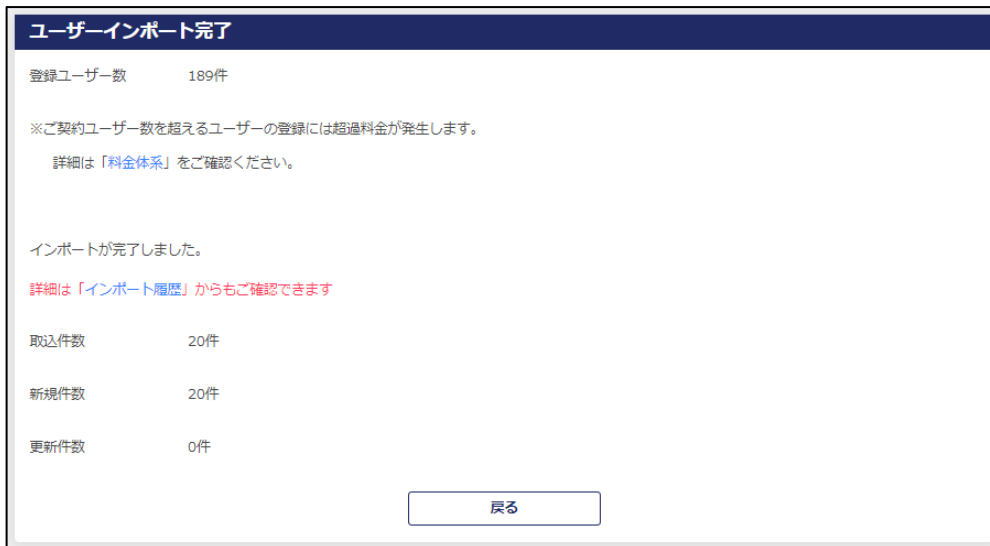 ユーザーインポート完了
登録ユーザー数 189件
※ご契約ユーザー数を超えるユーザーの登録には超過料金が発生します。
詳細は「料金体系」をご確認ください。
インポートが完了しました。
詳細は「インポート履歴」からもご確認できます
取込件数 20件
新規件数 20件
更新件数 0件
戻る